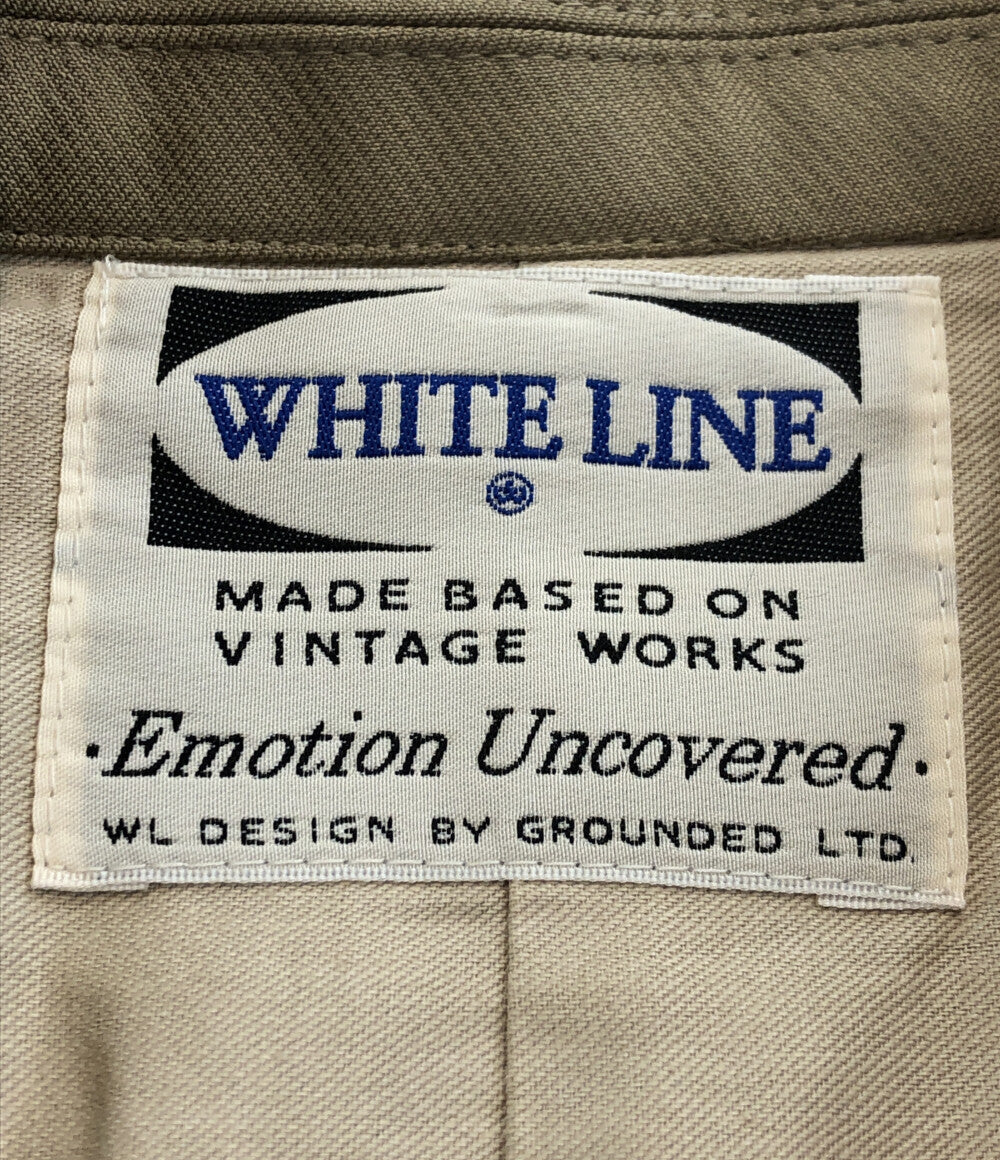 WHITE LINE
MADE BASED ON
VINTAGE WORKS
·Emotion Uncovered·
WL DESIGN BY GROUNDED LTD.